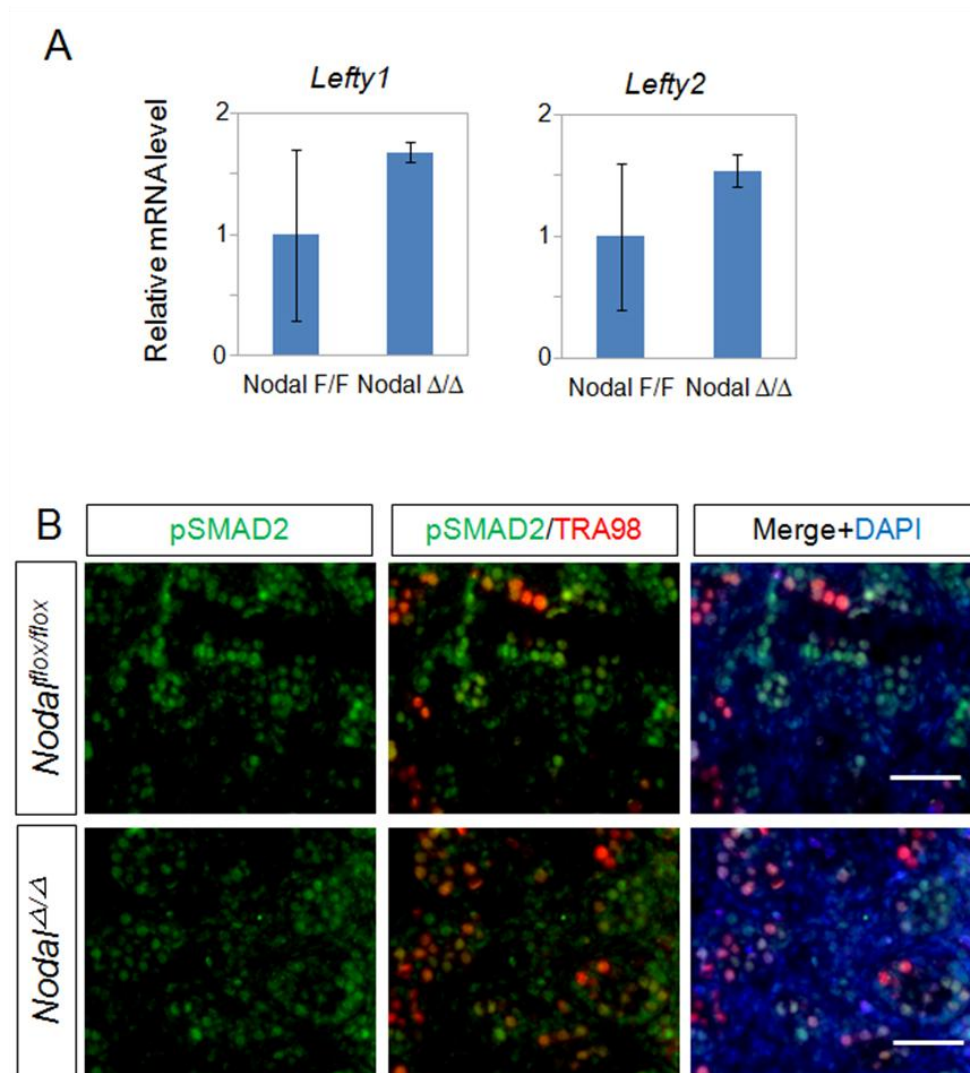 A
Lefty1
Lefty2
Relative mRNA level
2
1
0
Nodal F/F Nodal Δ/Δ
2
1
0
Nodal F/F Nodal Δ/Δ
B
pSMAD2
pSMAD2/TRA98
Merge+DAPI
Nodalflox/flox
NodalΔ/Δ